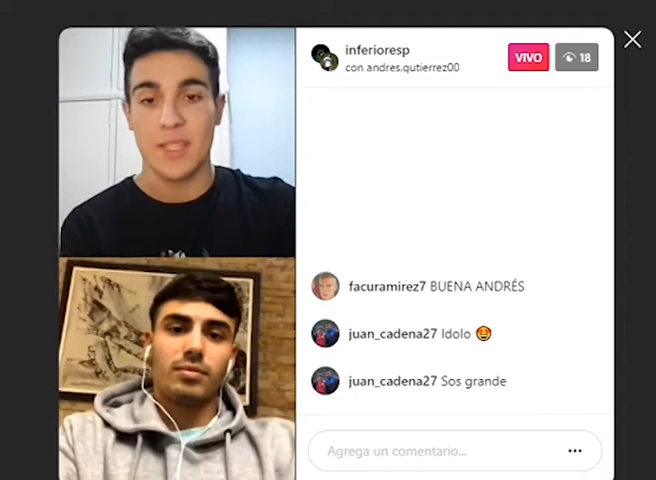 inferioresp
con andres.gutierrez00
VIVO
18
facuramirez7 BUENA ANDRÉS
juan_cadena27 Idolo 🤩
juan_cadena27 Sos grande
Agrega un comentario...